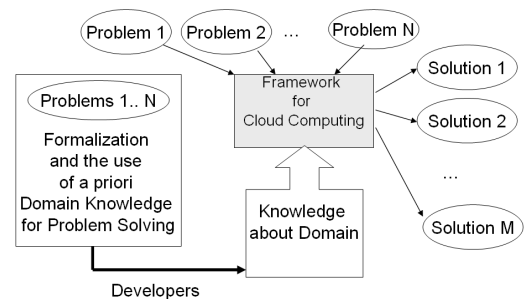 Problem 1
Problem 2
...
Problem N
Framework
for
Cloud Computing
Solution 1
Solution 2
...
Solution M
Problems 1.. N
Formalization
and the use
of a priori
Domain Knowledge
for Problem Solving
Knowledge
about Domain
Developers